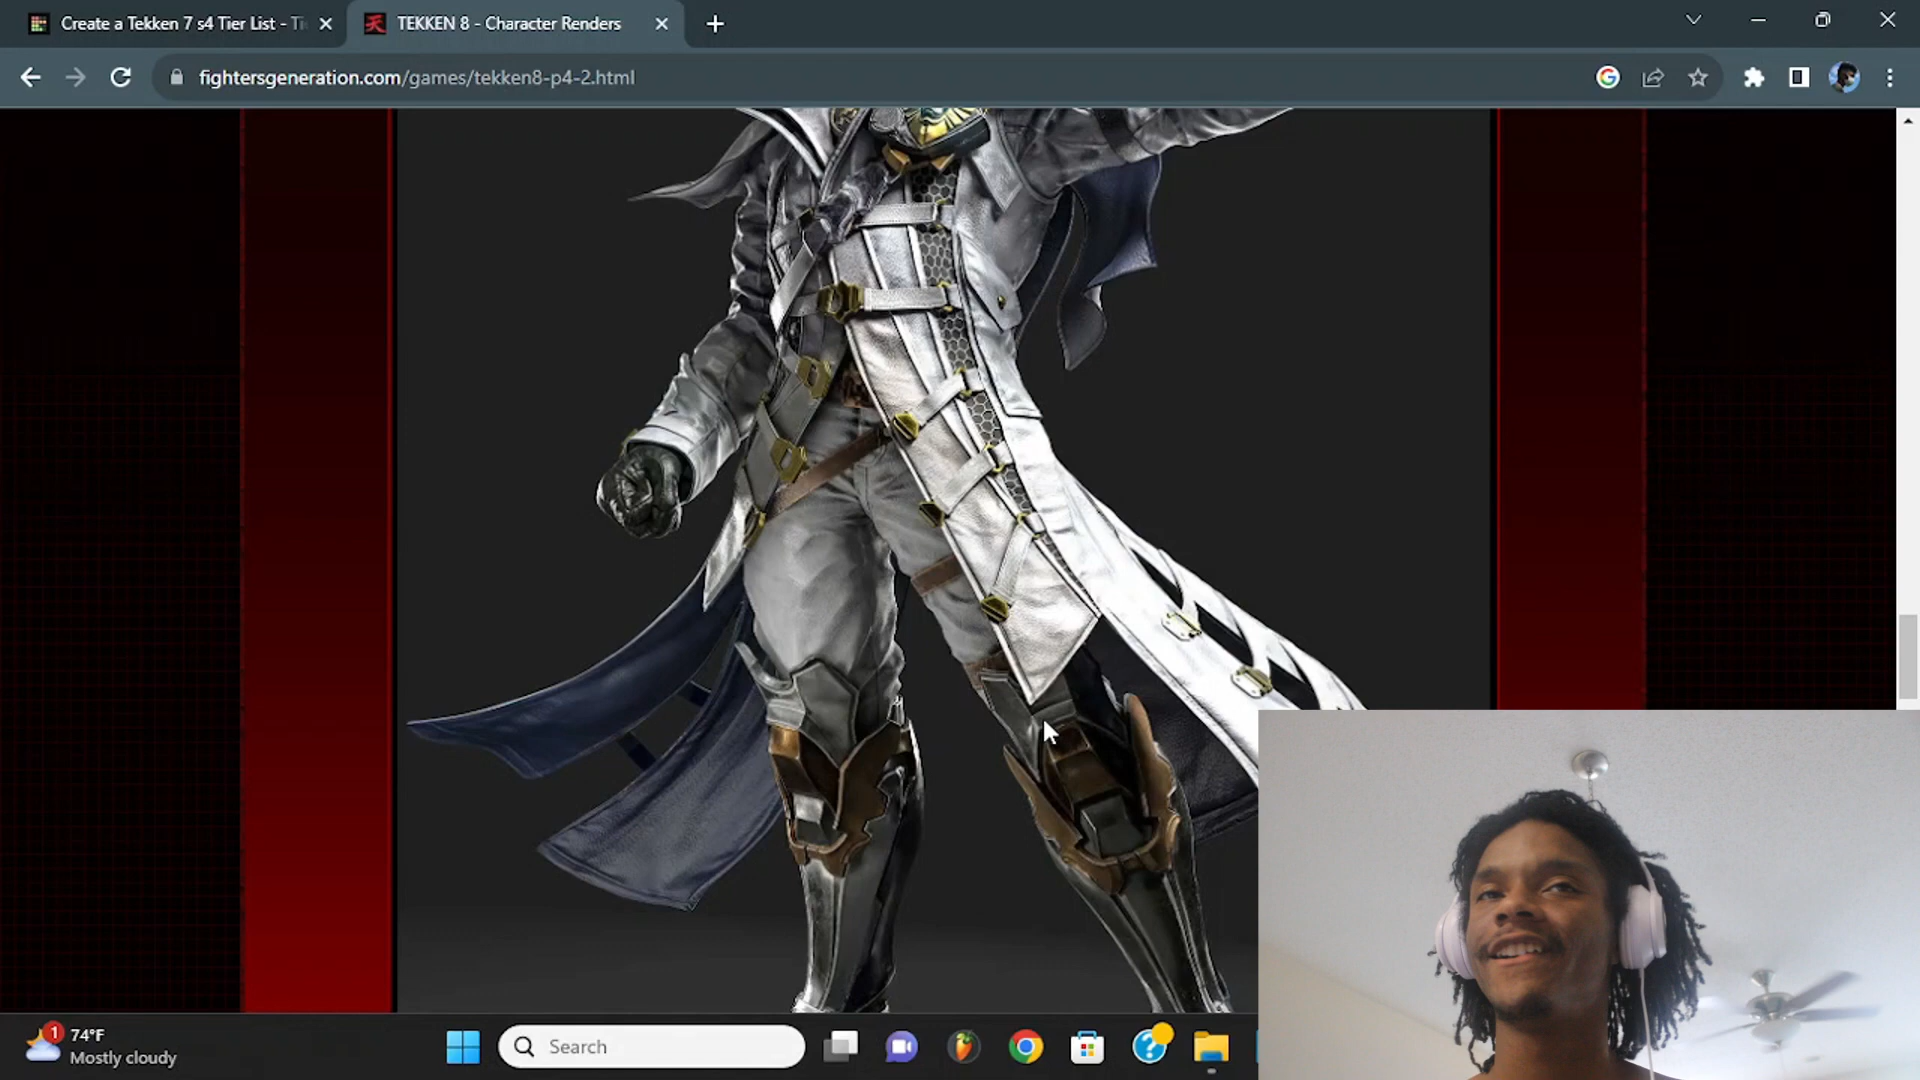 Create a Tekken 7 s4 Tier List - Ti
TEKKEN 8 - Character Renders
fightersgeneration.com/games/tekken8-p4-2.html
1
74°F
Mostly cloudy
Search